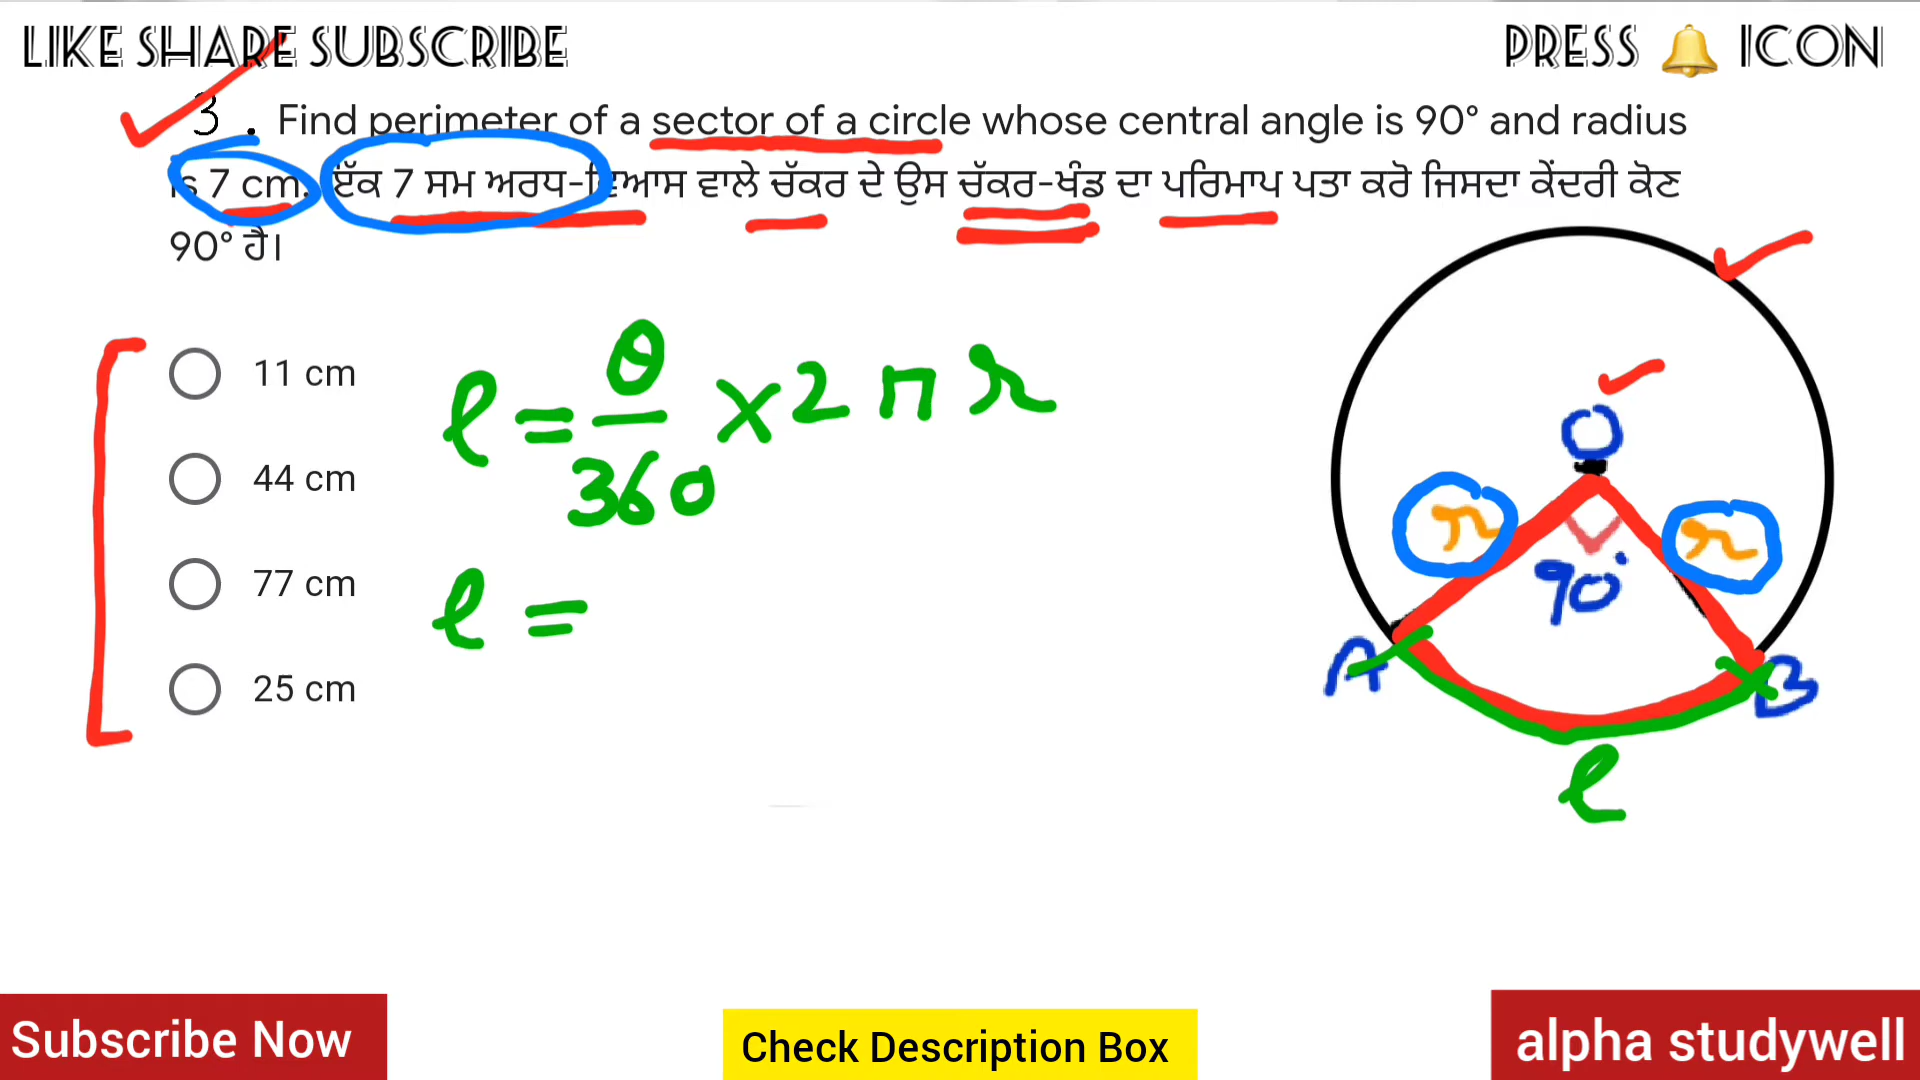 LIKE SHARE SUBSCRIBE
PRESS 🔔 ICON
3 . Find perimeter of a sector of a circle whose central angle is 90° and radius
is 7 cm. ਇੱਕ 7 ਸਮ ਅਰਧ-ਵਿਆਸ ਵਾਲੇ ਚੱਕਰ ਦੇ ਉਸ ਚੱਕਰ-ਖੰਡ ਦਾ ਪਰਿਮਾਪ ਪਤਾ ਕਰੋ ਜਿਸਦਾ ਕੇਂਦਰੀ ਕੋਣ
90° ਹੈ।
11 cm
44 cm
77 cm
25 cm
l = θ/360 × 2 π r
l =
O
r
r
90°
A
B
l
Subscribe Now
Check Description Box
alpha studywell